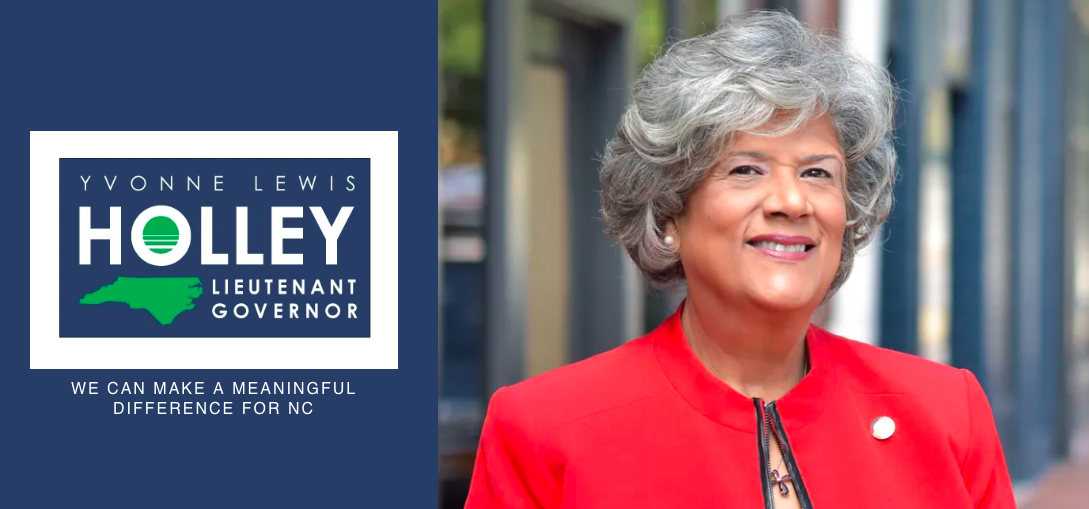 YVONNE LEWIS
HOLLEY
LIEUTENANT
GOVERNOR
WE CAN MAKE A MEANINGFUL
DIFFERENCE FOR NC